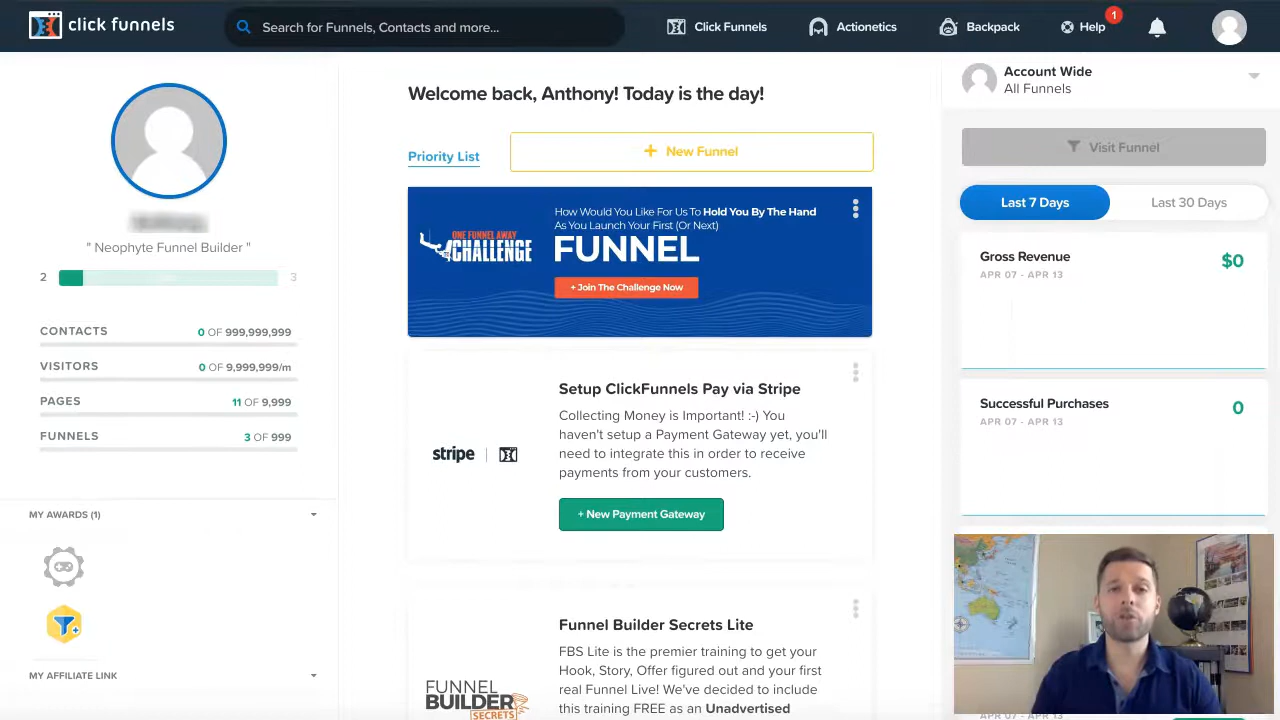 click funnels
Search for Funnels, Contacts and more...
Click Funnels
Actionetics
Backpack
Help
1
" Neophyte Funnel Builder "
2
3
CONTACTS
0 OF 999,999,999
VISITORS
0 OF 9,999,999/m
PAGES
11 OF 9,999
FUNNELS
3 OF 999
MY AWARDS (1)
MY AFFILIATE LINK
Welcome back, Anthony! Today is the day!
Priority List
+ New Funnel
ONE FUNNEL AWAY
CHALLENGE
How Would You Like For Us To Hold You By The Hand
As You Launch Your First (Or Next)
FUNNEL
+ Join The Challenge Now
stripe
Setup ClickFunnels Pay via Stripe
Collecting Money is Important! :-) You
haven't setup a Payment Gateway yet, you'll
need to integrate this in order to receive
payments from your customers.
+ New Payment Gateway
FUNNEL
BUILDER
SECRETS
Funnel Builder Secrets Lite
FBS Lite is the premier training to get your
Hook, Story, Offer figured out and your first
real Funnel Live! We've decided to include
this training FREE as an Unadvertised
Account Wide
All Funnels
Visit Funnel
Last 7 Days
Last 30 Days
Gross Revenue
$0
APR 07 - APR 13
Successful Purchases
0
APR 07 - APR 13
APR 07 - APR 13